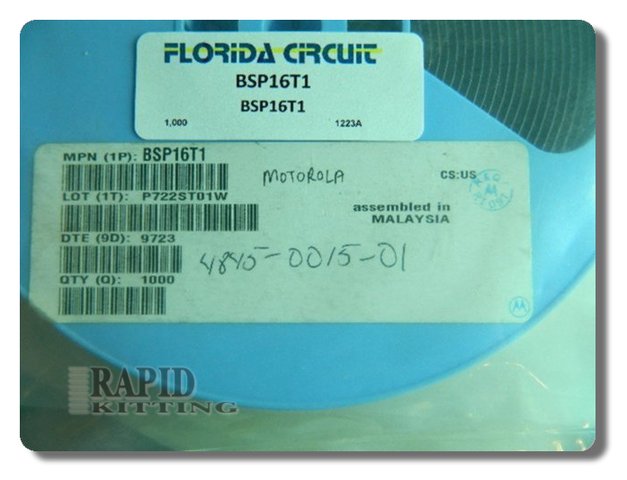 FLORIDA CIRCUIT
BSP16T1
BSP16T1
1,000 1223A
MPN (1P): BSP16T1
MOTOROLA
CS:US
LOT (1T): P722ST01W
assembled in
MALAYSIA
DTE (9D): 9723
4845-0015-01
QTY (Q): 1000
RAPID
KITTING